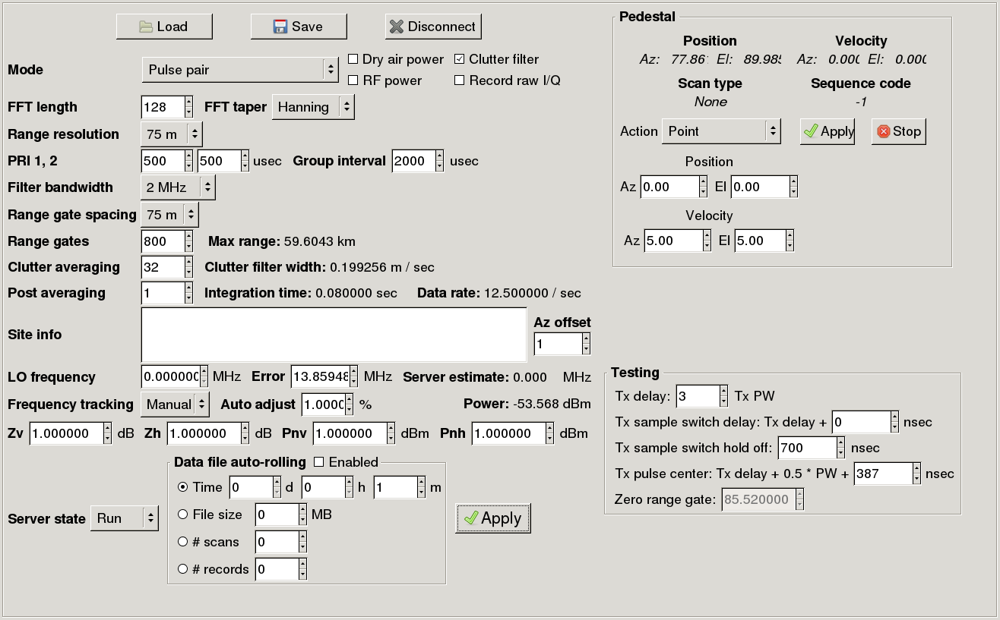 Load Save Disconnect
Mode Pulse pair Dry air power Clutter filter
RF power Record raw I/Q
FFT length 128 FFT taper Hanning
Range resolution 75 m
PRI 1, 2 500 500 usec Group interval 2000 usec
Filter bandwidth 2 MHz
Range gate spacing 75 m
Range gates 800 Max range: 59.6043 km
Clutter averaging 32 Clutter filter width: 0.199256 m / sec
Post averaging 1 Integration time: 0.080000 sec Data rate: 12.500000 / sec
Site info
Az offset
1
LO frequency 0.000000 MHz Error 13.85948 MHz Server estimate: 0.000 MHz
Frequency tracking Manual Auto adjust 1.0000 % Power: -53.568 dBm
Zv 1.000000 dB Zh 1.000000 dB Pnv 1.000000 dBm Pnh 1.000000 dBm
Data file auto-rolling Enabled
Time 0 d 0 h 1 m
File size 0 MB
# scans 0
# records 0
Server state Run
Apply
Pedestal
Position Velocity
Az: 77.86 El: 89.985 Az: 0.000 El: 0.000
Scan type Sequence code
None -1
Action Point Apply Stop
Position
Az 0.00 El 0.00
Velocity
Az 5.00 El 5.00
Testing
Tx delay: 3 Tx PW
Tx sample switch delay: Tx delay + 0 nsec
Tx sample switch hold off: 700 nsec
Tx pulse center: Tx delay + 0.5 * PW + 387 nsec
Zero range gate: 85.520000